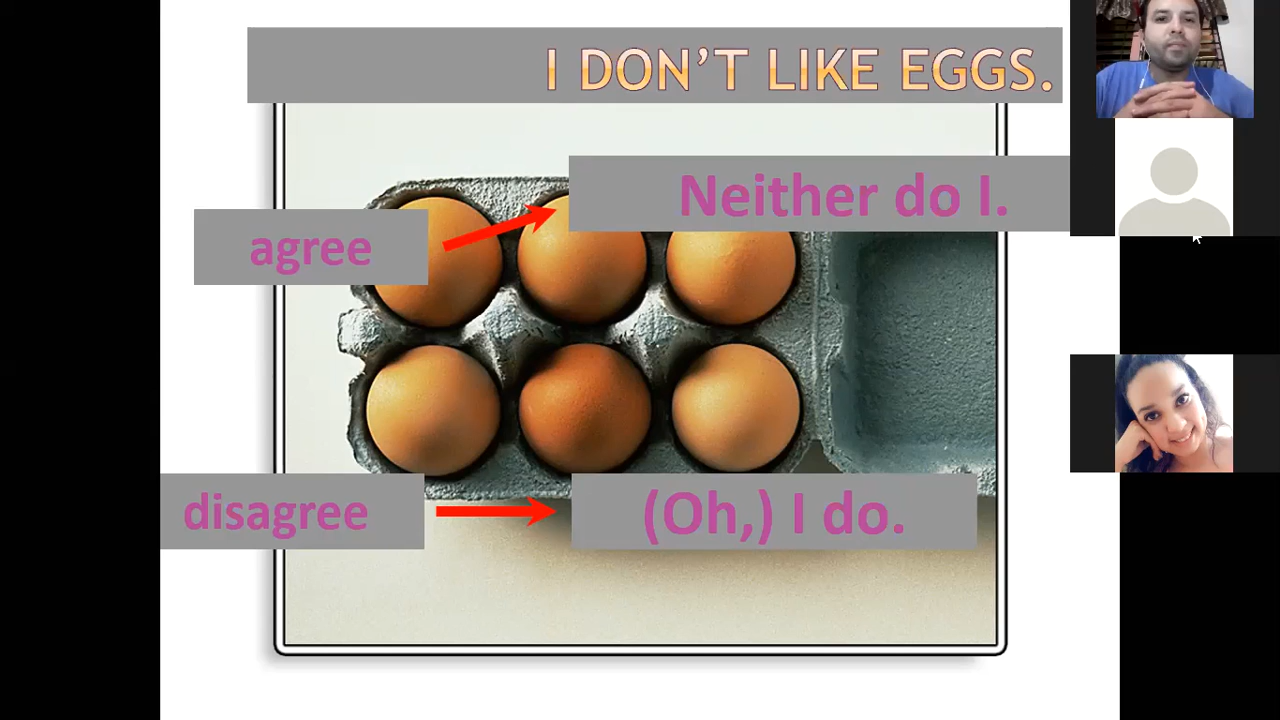 I DON’T LIKE EGGS.
Neither do I.
agree
disagree
(Oh,) I do.